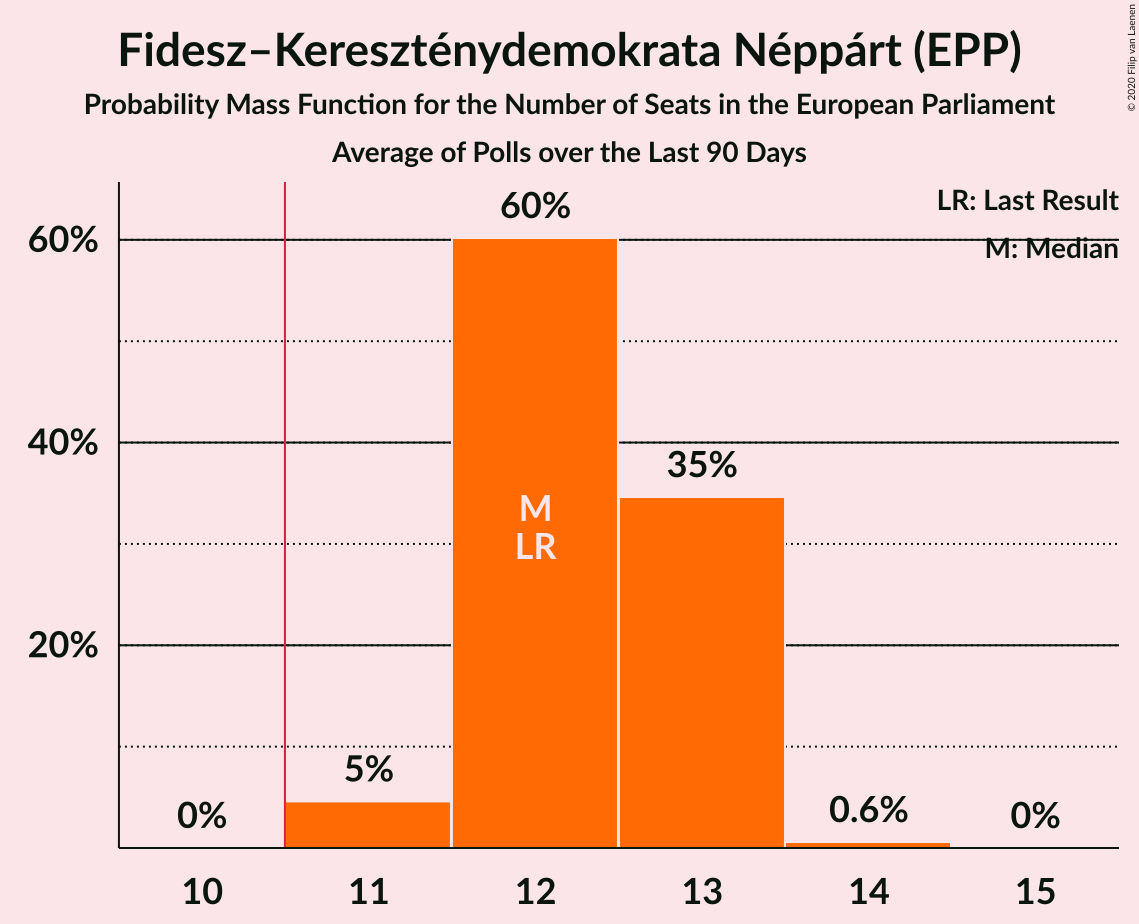 Fidesz–Kereszténydemokrata Néppárt (EPP)
Probability Mass Function for the Number of Seats in the European Parliament
Average of Polls over the Last 90 Days
© 2020 Filip van Laenen
LR: Last Result
M: Median
60%
40%
20%
0%
5%
60%
35%
0.6%
0%
M
LR
10 11 12 13 14 15